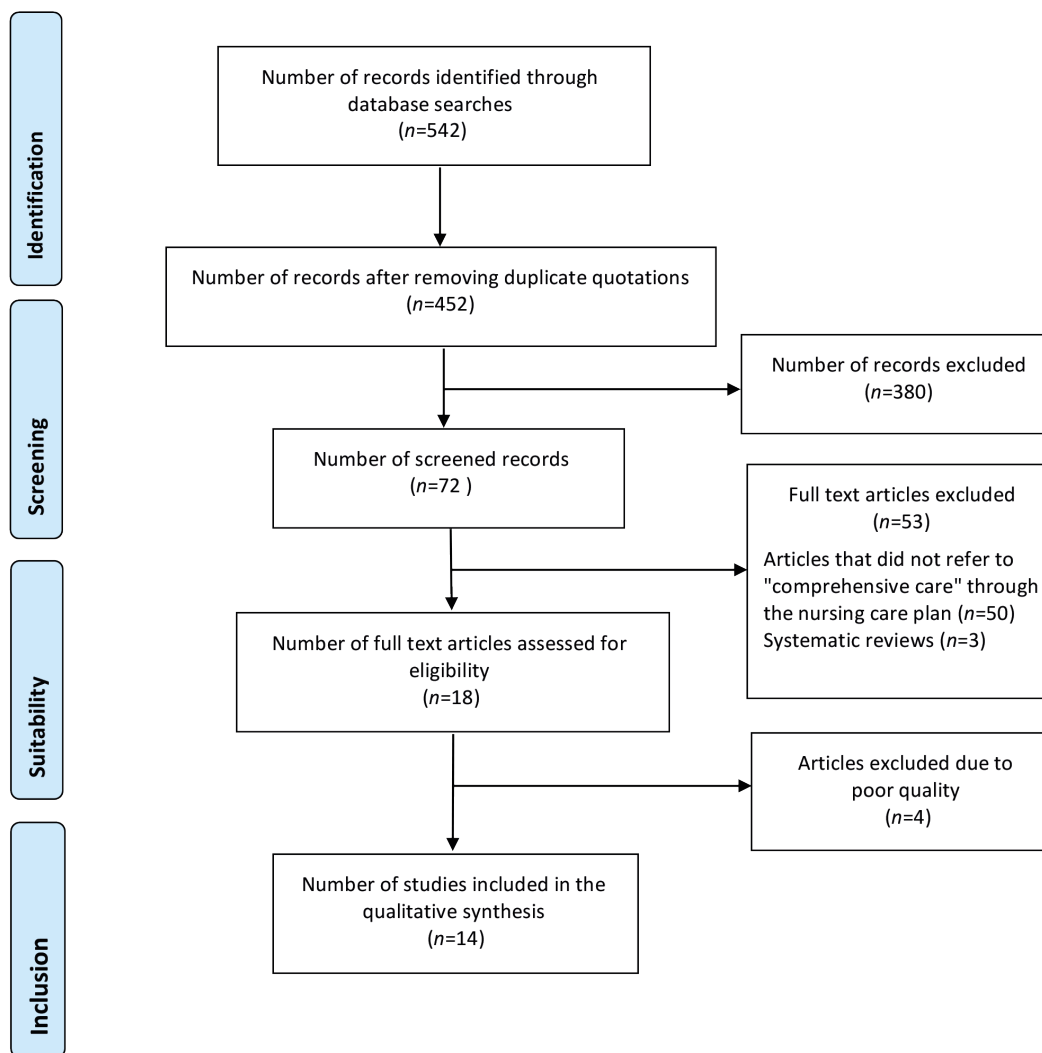 Identification
Number of records identified through
database searches
(n=542)
Number of records after removing duplicate quotations
(n=452)
Screening
Number of records excluded
(n=380)
Number of screened records
(n=72 )
Full text articles excluded
(n=53)
Articles that did not refer to
"comprehensive care" through
the nursing care plan (n=50)
Systematic reviews (n=3)
Suitability
Number of full text articles assessed for
eligibility
(n=18)
Articles excluded due to
poor quality
(n=4)
Inclusion
Number of studies included in the
qualitative synthesis
(n=14)